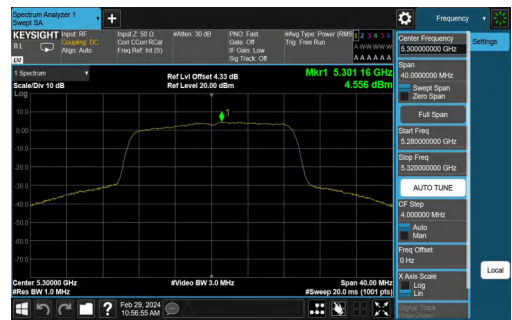 Spectrum Analyzer 1
Swept SA
Frequency
KEYSIGHT
RL
Input: RF
Coupling: DC
Align: Auto
Input Z: 50 Ω
Corr CCorr RCal
Freq Ref: Int (S)
#Atten: 30 dB
PNO: Fast
Gate: Off
IF Gain: Low
Sig Track: Off
#Avg Type: Power (RMS
Trig: Free Run
1 2 3 4 5 6
A W W W W W
A A A A A A
LXI
1 Spectrum
Scale/Div 10 dB
Log
Ref Lvl Offset 4.33 dB
Ref Level 20.00 dBm
Mkr1 5.301 16 GHz
4.556 dBm
1
10.0
0.00
-10.0
-20.0
-30.0
-40.0
-50.0
-60.0
-70.0
Center 5.30000 GHz
#Res BW 1.0 MHz
#Video BW 3.0 MHz
Span 40.00 MHz
#Sweep 20.0 ms (1001 pts)
Center Frequency
5.300000000 GHz
Settings
Span
40.0000000 MHz
Swept Span
Zero Span
Full Span
Start Freq
5.280000000 GHz
Stop Freq
5.320000000 GHz
AUTO TUNE
CF Step
4.000000 MHz
Auto
Man
Freq Offset
0 Hz
X Axis Scale
Log
Lin
Local
Signal Track
Feb 29, 2024
10:56:55 AM